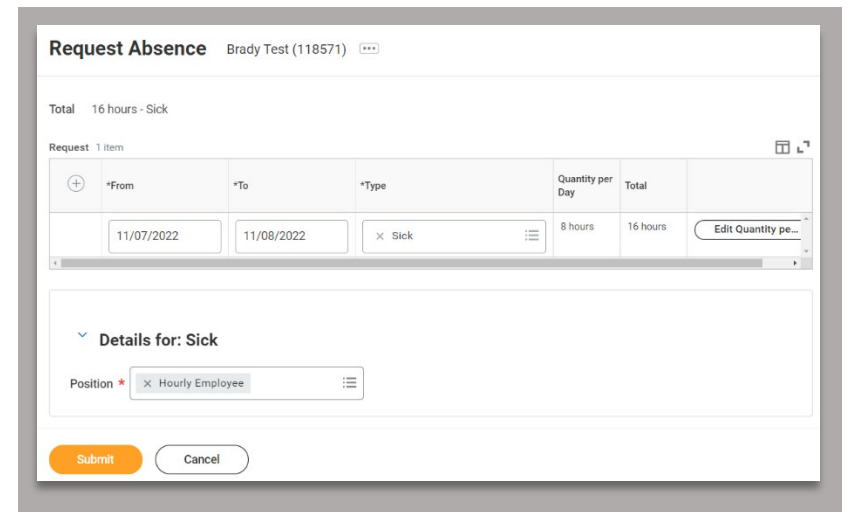 Request Absence Brady Test (118571)
Total 16 hours - Sick
Request 1 item
*From *To *Type Quantity per Day Total
11/07/2022 11/08/2022 × Sick 8 hours 16 hours Edit Quantity pe...
Details for: Sick
Position * × Hourly Employee
Submit Cancel